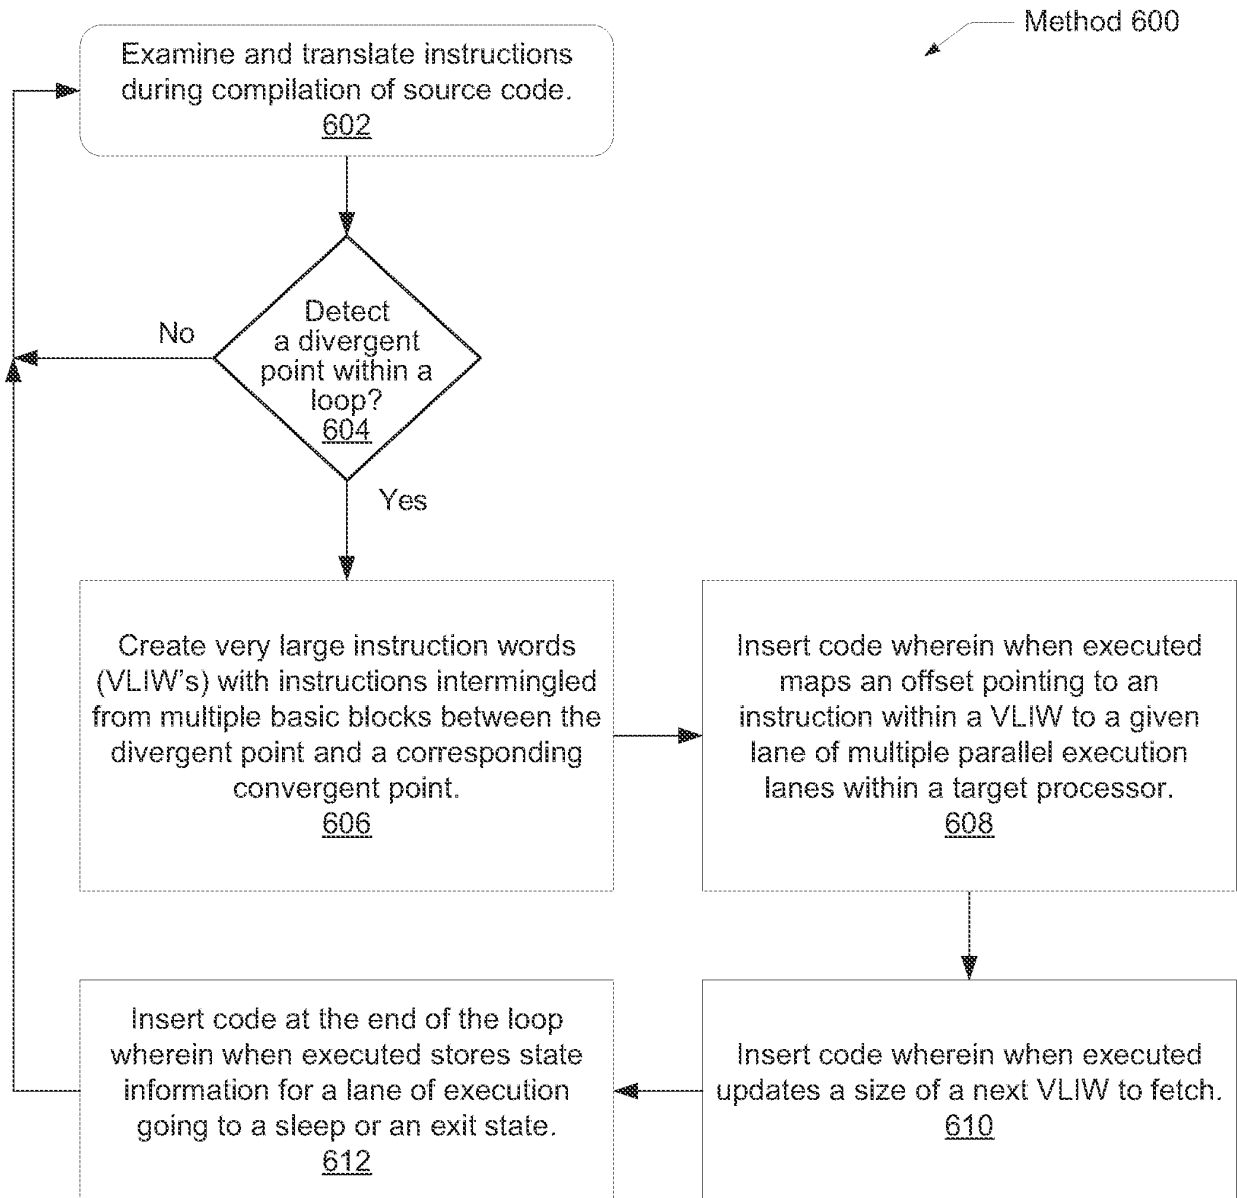 Method 600
Examine and translate instructions
during compilation of source code.
602
Detect
a divergent
point within a
loop?
604
No
Yes
Create very large instruction words
(VLIW's) with instructions intermingled
from multiple basic blocks between the
divergent point and a corresponding
convergent point.
606
Insert code wherein when executed
maps an offset pointing to an
instruction within a VLIW to a given
lane of multiple parallel execution
lanes within a target processor.
608
Insert code wherein when executed
updates a size of a next VLIW to fetch.
610
Insert code at the end of the loop
wherein when executed stores state
information for a lane of execution
going to a sleep or an exit state.
612